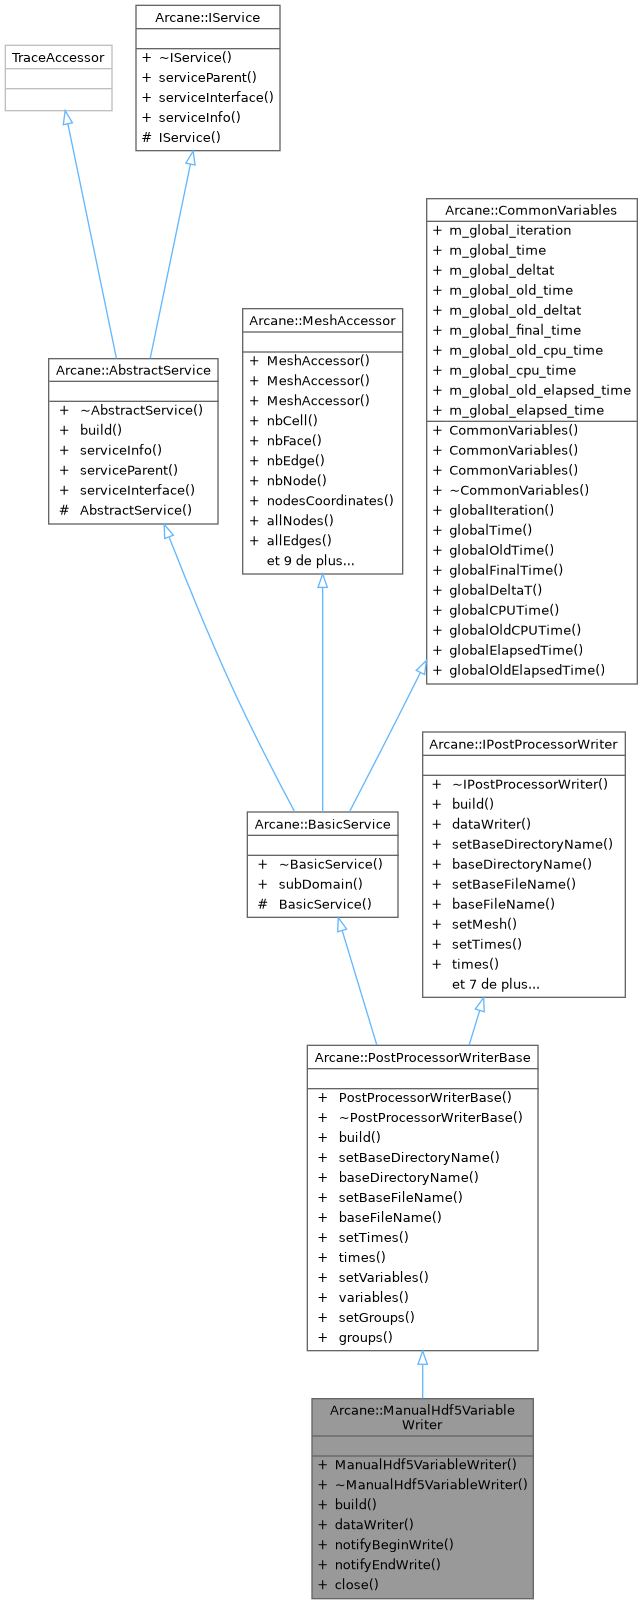 Arcane::IService
+ ~IService()
+ serviceParent()
+ serviceInterface()
+ serviceInfo()
# IService()
TraceAccessor
Arcane::CommonVariables
+ m_global_iteration
+ m_global_time
+ m_global_deltat
+ m_global_old_time
+ m_global_old_deltat
+ m_global_final_time
+ m_global_old_cpu_time
+ m_global_cpu_time
+ m_global_old_elapsed_time
+ m_global_elapsed_time
+ CommonVariables()
+ CommonVariables()
+ CommonVariables()
+ ~CommonVariables()
+ globalIteration()
+ globalTime()
+ globalOldTime()
+ globalFinalTime()
+ globalDeltaT()
+ globalCPUTime()
+ globalOldCPUTime()
+ globalElapsedTime()
+ globalOldElapsedTime()
Arcane::MeshAccessor
+ MeshAccessor()
+ MeshAccessor()
+ MeshAccessor()
+ nbCell()
+ nbFace()
+ nbEdge()
+ nbNode()
+ nodesCoordinates()
+ allNodes()
+ allEdges()
et 9 de plus...
Arcane::AbstractService
+ ~AbstractService()
+ build()
+ serviceInfo()
+ serviceParent()
+ serviceInterface()
# AbstractService()
Arcane::IPostProcessorWriter
+ ~IPostProcessorWriter()
+ build()
+ dataWriter()
+ setBaseDirectoryName()
+ baseDirectoryName()
+ setBaseFileName()
+ baseFileName()
+ setMesh()
+ setTimes()
+ times()
et 7 de plus...
Arcane::BasicService
+ ~BasicService()
+ subDomain()
# BasicService()
Arcane::PostProcessorWriterBase
+ PostProcessorWriterBase()
+ ~PostProcessorWriterBase()
+ build()
+ setBaseDirectoryName()
+ baseDirectoryName()
+ setBaseFileName()
+ baseFileName()
+ setTimes()
+ times()
+ setVariables()
+ variables()
+ setGroups()
+ groups()
Arcane::ManualHdf5Variable
Writer
+ ManualHdf5VariableWriter()
+ ~ManualHdf5VariableWriter()
+ build()
+ dataWriter()
+ notifyBeginWrite()
+ notifyEndWrite()
+ close()